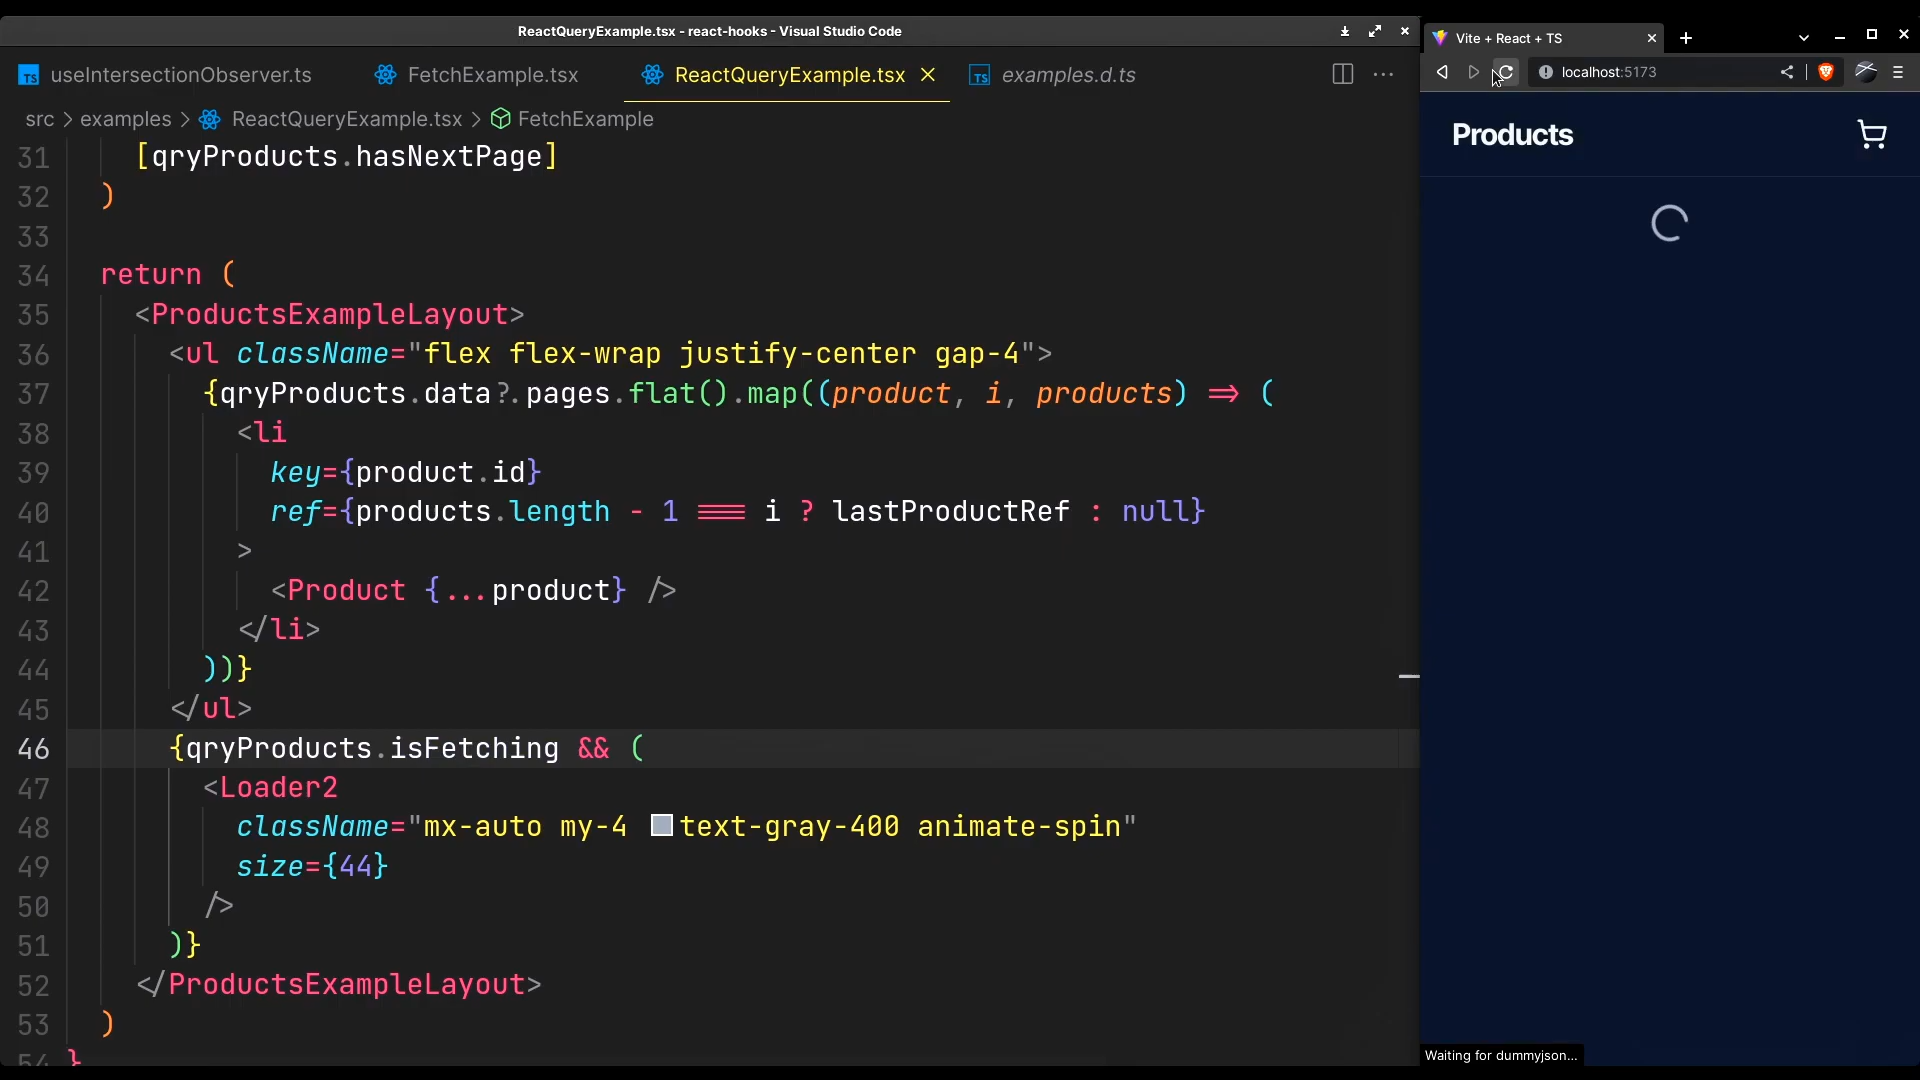 ReactQueryExample.tsx - react-hooks - Visual Studio Code
TS useIntersectionObserver.ts
FetchExample.tsx
ReactQueryExample.tsx
TS examples.d.ts
src > examples > ReactQueryExample.tsx > FetchExample
31 [qryProducts.hasNextPage]
32 )
33
34 return (
35 <ProductsExampleLayout>
36 <ul className="flex flex-wrap justify-center gap-4">
37 {qryProducts.data?.pages.flat().map((product, i, products) => (
38 <li
39 key={product.id}
40 ref={products.length - 1 === i ? lastProductRef : null}
41 >
42 <Product {...product} />
43 </li>
44 ))}
45 </ul>
46 {qryProducts.isFetching && (
47 <Loader2
48 className="mx-auto my-4 text-gray-400 animate-spin"
49 size={44}
50 />
51 )}
52 </ProductsExampleLayout>
53 )
54 }
Vite + React + TS
localhost:5173
Products
Waiting for dummyjson...